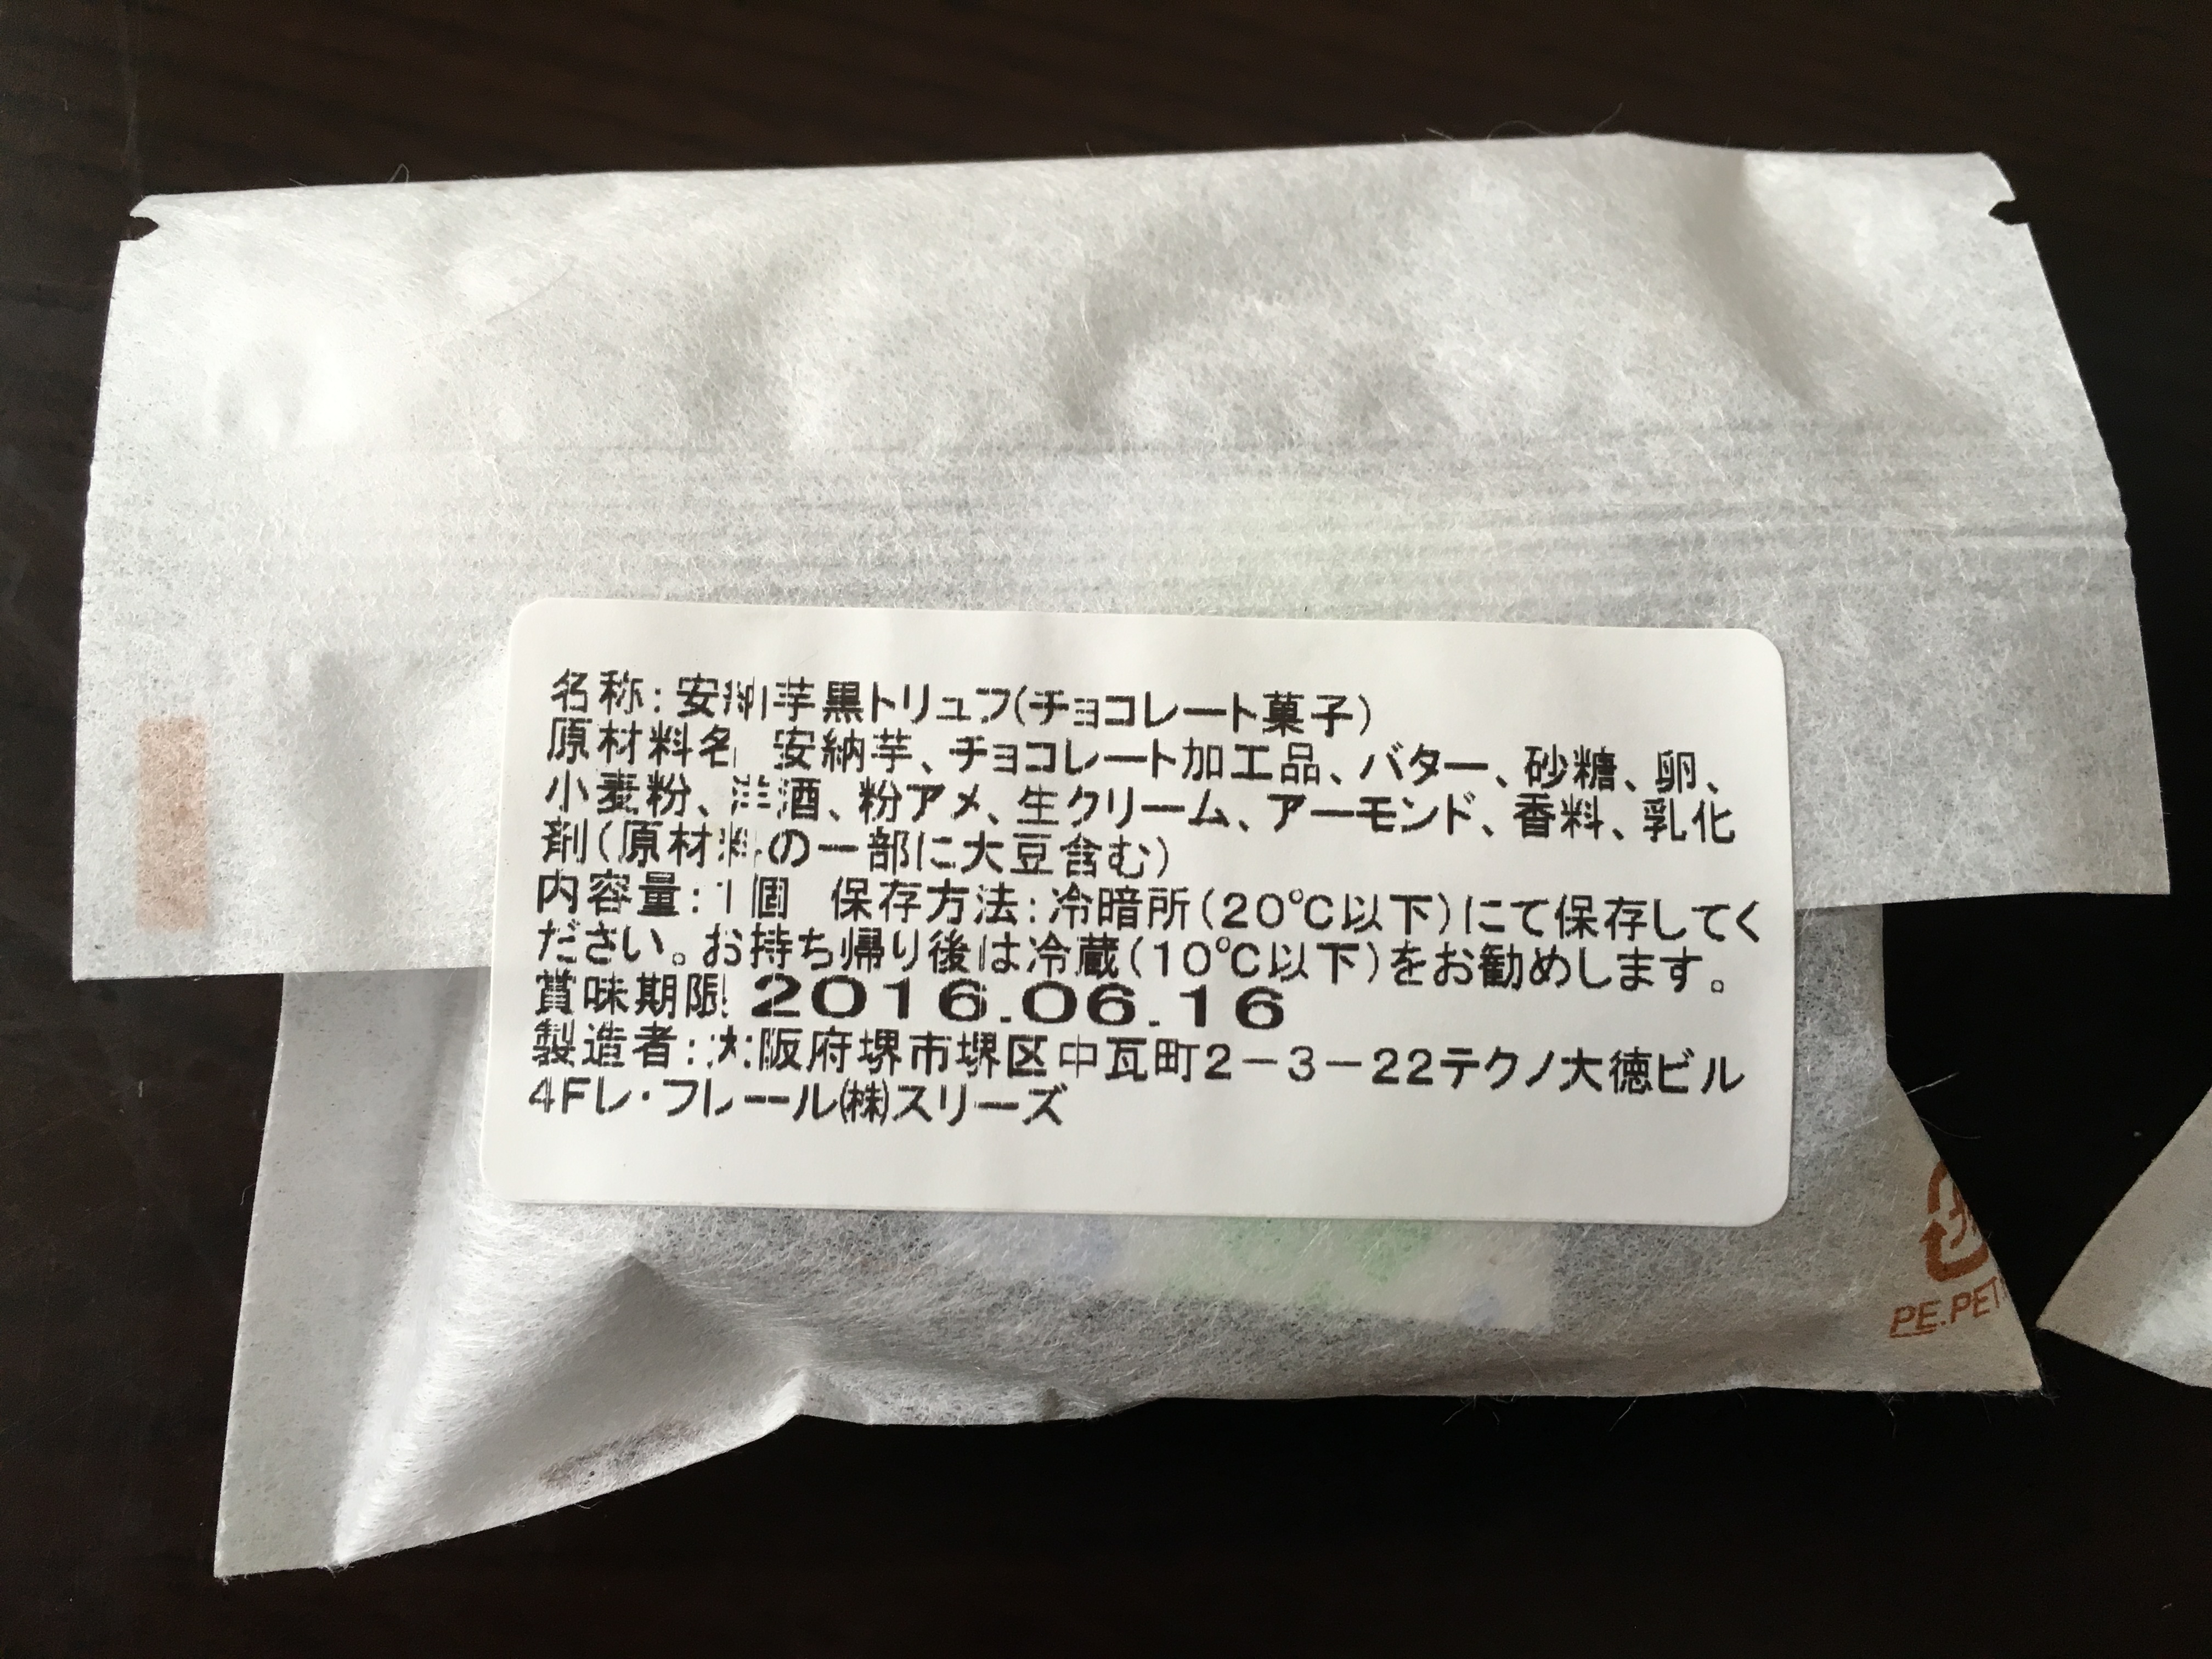 名称:安納芋黒トリュフ(チョコレート菓子)
原材料名 安納芋、チョコレート加工品、バター、砂糖、卵、
小麦粉、洋酒、粉アメ、生クリーム、アーモンド、香料、乳化
剤(原材料の一部に大豆含む)
内容量:1個 保存方法:冷暗所(20℃以下)にて保存してく
ださい。お持ち帰り後は冷蔵(10℃以下)をお勧めします。
賞味期限 2016.06.16
製造者:大阪府堺市堺区中瓦町2-3-22テクノ大徳ビル
4Fレ・フレール㈱スリーズ
PE.PET